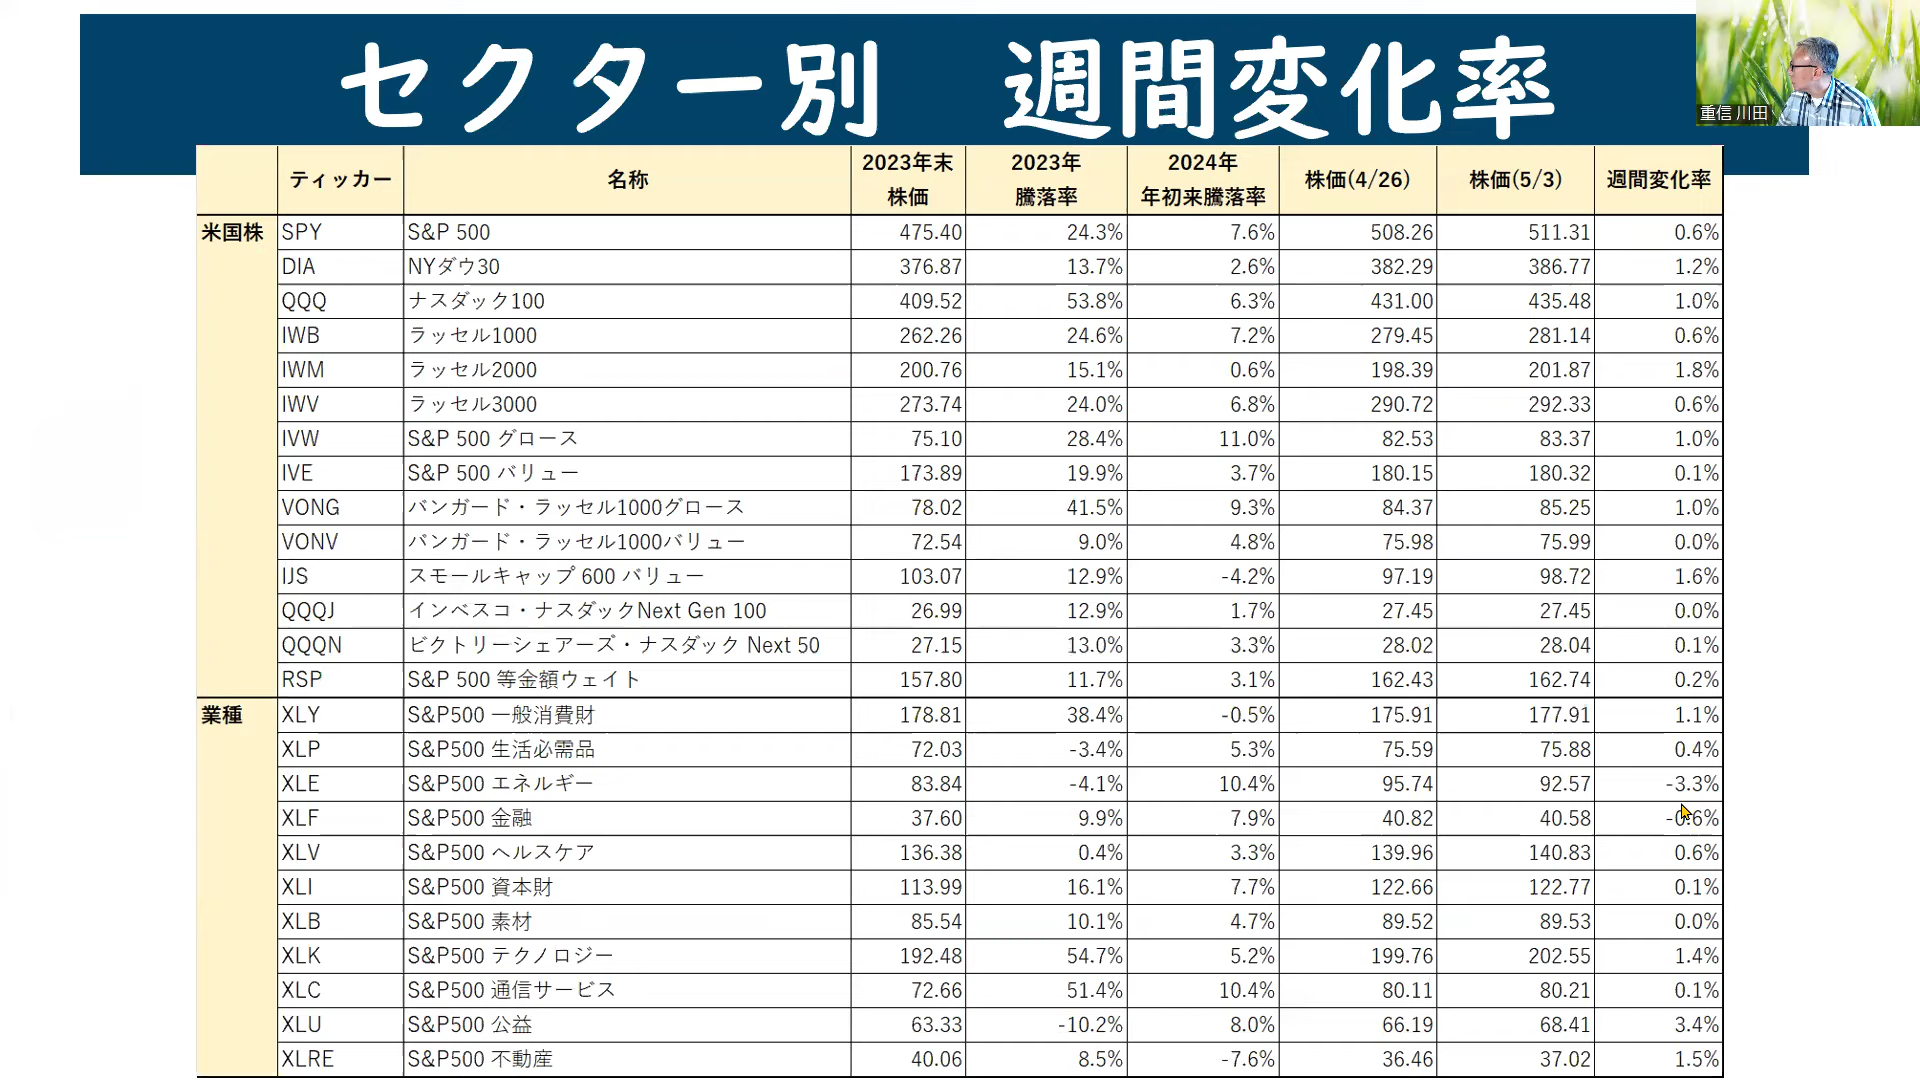 セクター別 週間変化率
重信 川田
ティッカー 名称 2023年末 株価 2023年 騰落率 2024年 年初来騰落率 株価(4/26) 株価(5/3) 週間変化率
米国株 SPY S&P 500 475.40 24.3% 7.6% 508.26 511.31 0.6%
DIA NYダウ30 376.87 13.7% 2.6% 382.29 386.77 1.2%
QQQ ナスダック100 409.52 53.8% 6.3% 431.00 435.48 1.0%
IWB ラッセル1000 262.26 24.6% 7.2% 279.45 281.14 0.6%
IWM ラッセル2000 200.76 15.1% 0.6% 198.39 201.87 1.8%
IWV ラッセル3000 273.74 24.0% 6.8% 290.72 292.33 0.6%
IVW S&P 500 グロース 75.10 28.4% 11.0% 82.53 83.37 1.0%
IVE S&P 500 バリュー 173.89 19.9% 3.7% 180.15 180.32 0.1%
VONG バンガード・ラッセル1000グロース 78.02 41.5% 9.3% 84.37 85.25 1.0%
VONV バンガード・ラッセル1000バリュー 72.54 9.0% 4.8% 75.98 75.99 0.0%
IJS スモールキャップ 600 バリュー 103.07 12.9% -4.2% 97.19 98.72 1.6%
QQQJ インベスコ・ナスダックNext Gen 100 26.99 12.9% 1.7% 27.45 27.45 0.0%
QQQN ビクトリーシェアーズ・ナスダック Next 50 27.15 13.0% 3.3% 28.02 28.04 0.1%
RSP S&P 500 等金額ウェイト 157.80 11.7% 3.1% 162.43 162.74 0.2%
業種 XLY S&P500 一般消費財 178.81 38.4% -0.5% 175.91 177.91 1.1%
XLP S&P500 生活必需品 72.03 -3.4% 5.3% 75.59 75.88 0.4%
XLE S&P500 エネルギー 83.84 -4.1% 10.4% 95.74 92.57 -3.3%
XLF S&P500 金融 37.60 9.9% 7.9% 40.82 40.58 -0.6%
XLV S&P500 ヘルスケア 136.38 0.4% 3.3% 139.96 140.83 0.6%
XLI S&P500 資本財 113.99 16.1% 7.7% 122.66 122.77 0.1%
XLB S&P500 素材 85.54 10.1% 4.7% 89.52 89.53 0.0%
XLK S&P500 テクノロジー 192.48 54.7% 5.2% 199.76 202.55 1.4%
XLC S&P500 通信サービス 72.66 51.4% 10.4% 80.11 80.21 0.1%
XLU S&P500 公益 63.33 -10.2% 8.0% 66.19 68.41 3.4%
XLRE S&P500 不動産 40.06 8.5% -7.6% 36.46 37.02 1.5%